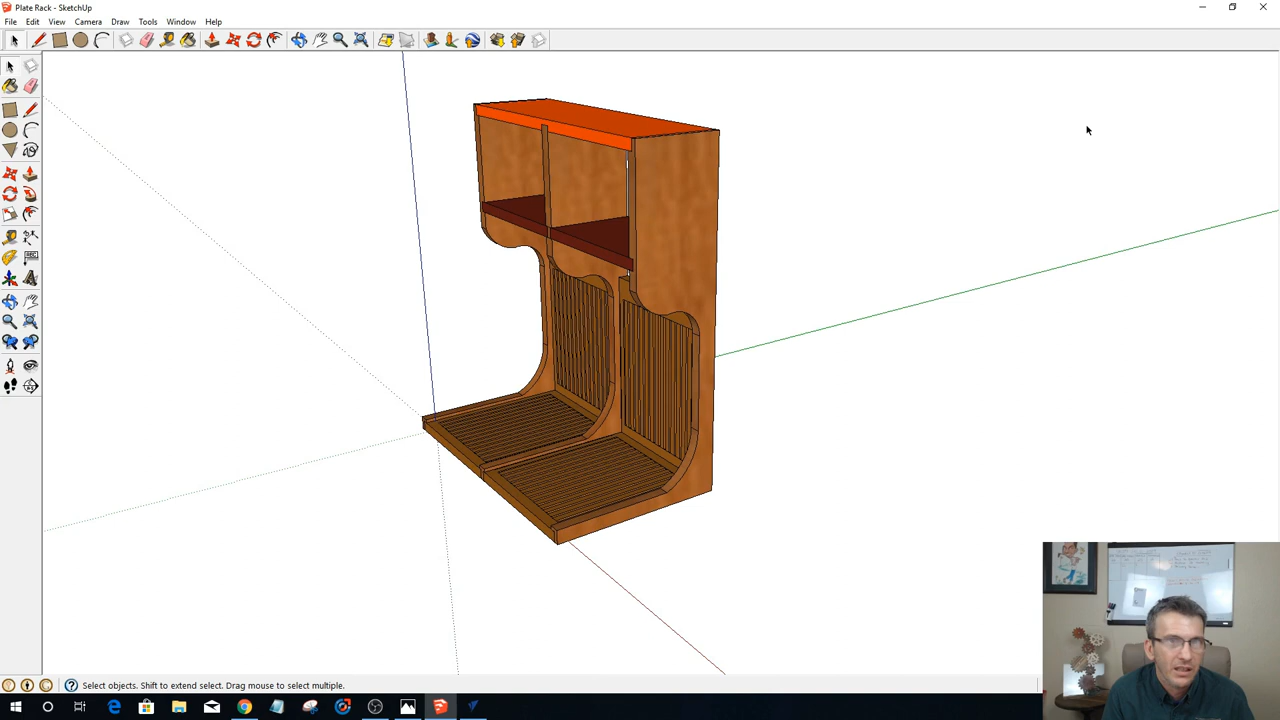 Plate Rack - SketchUp
File Edit View Camera Draw Tools Window Help
Select objects. Shift to extend select. Drag mouse to select multiple.